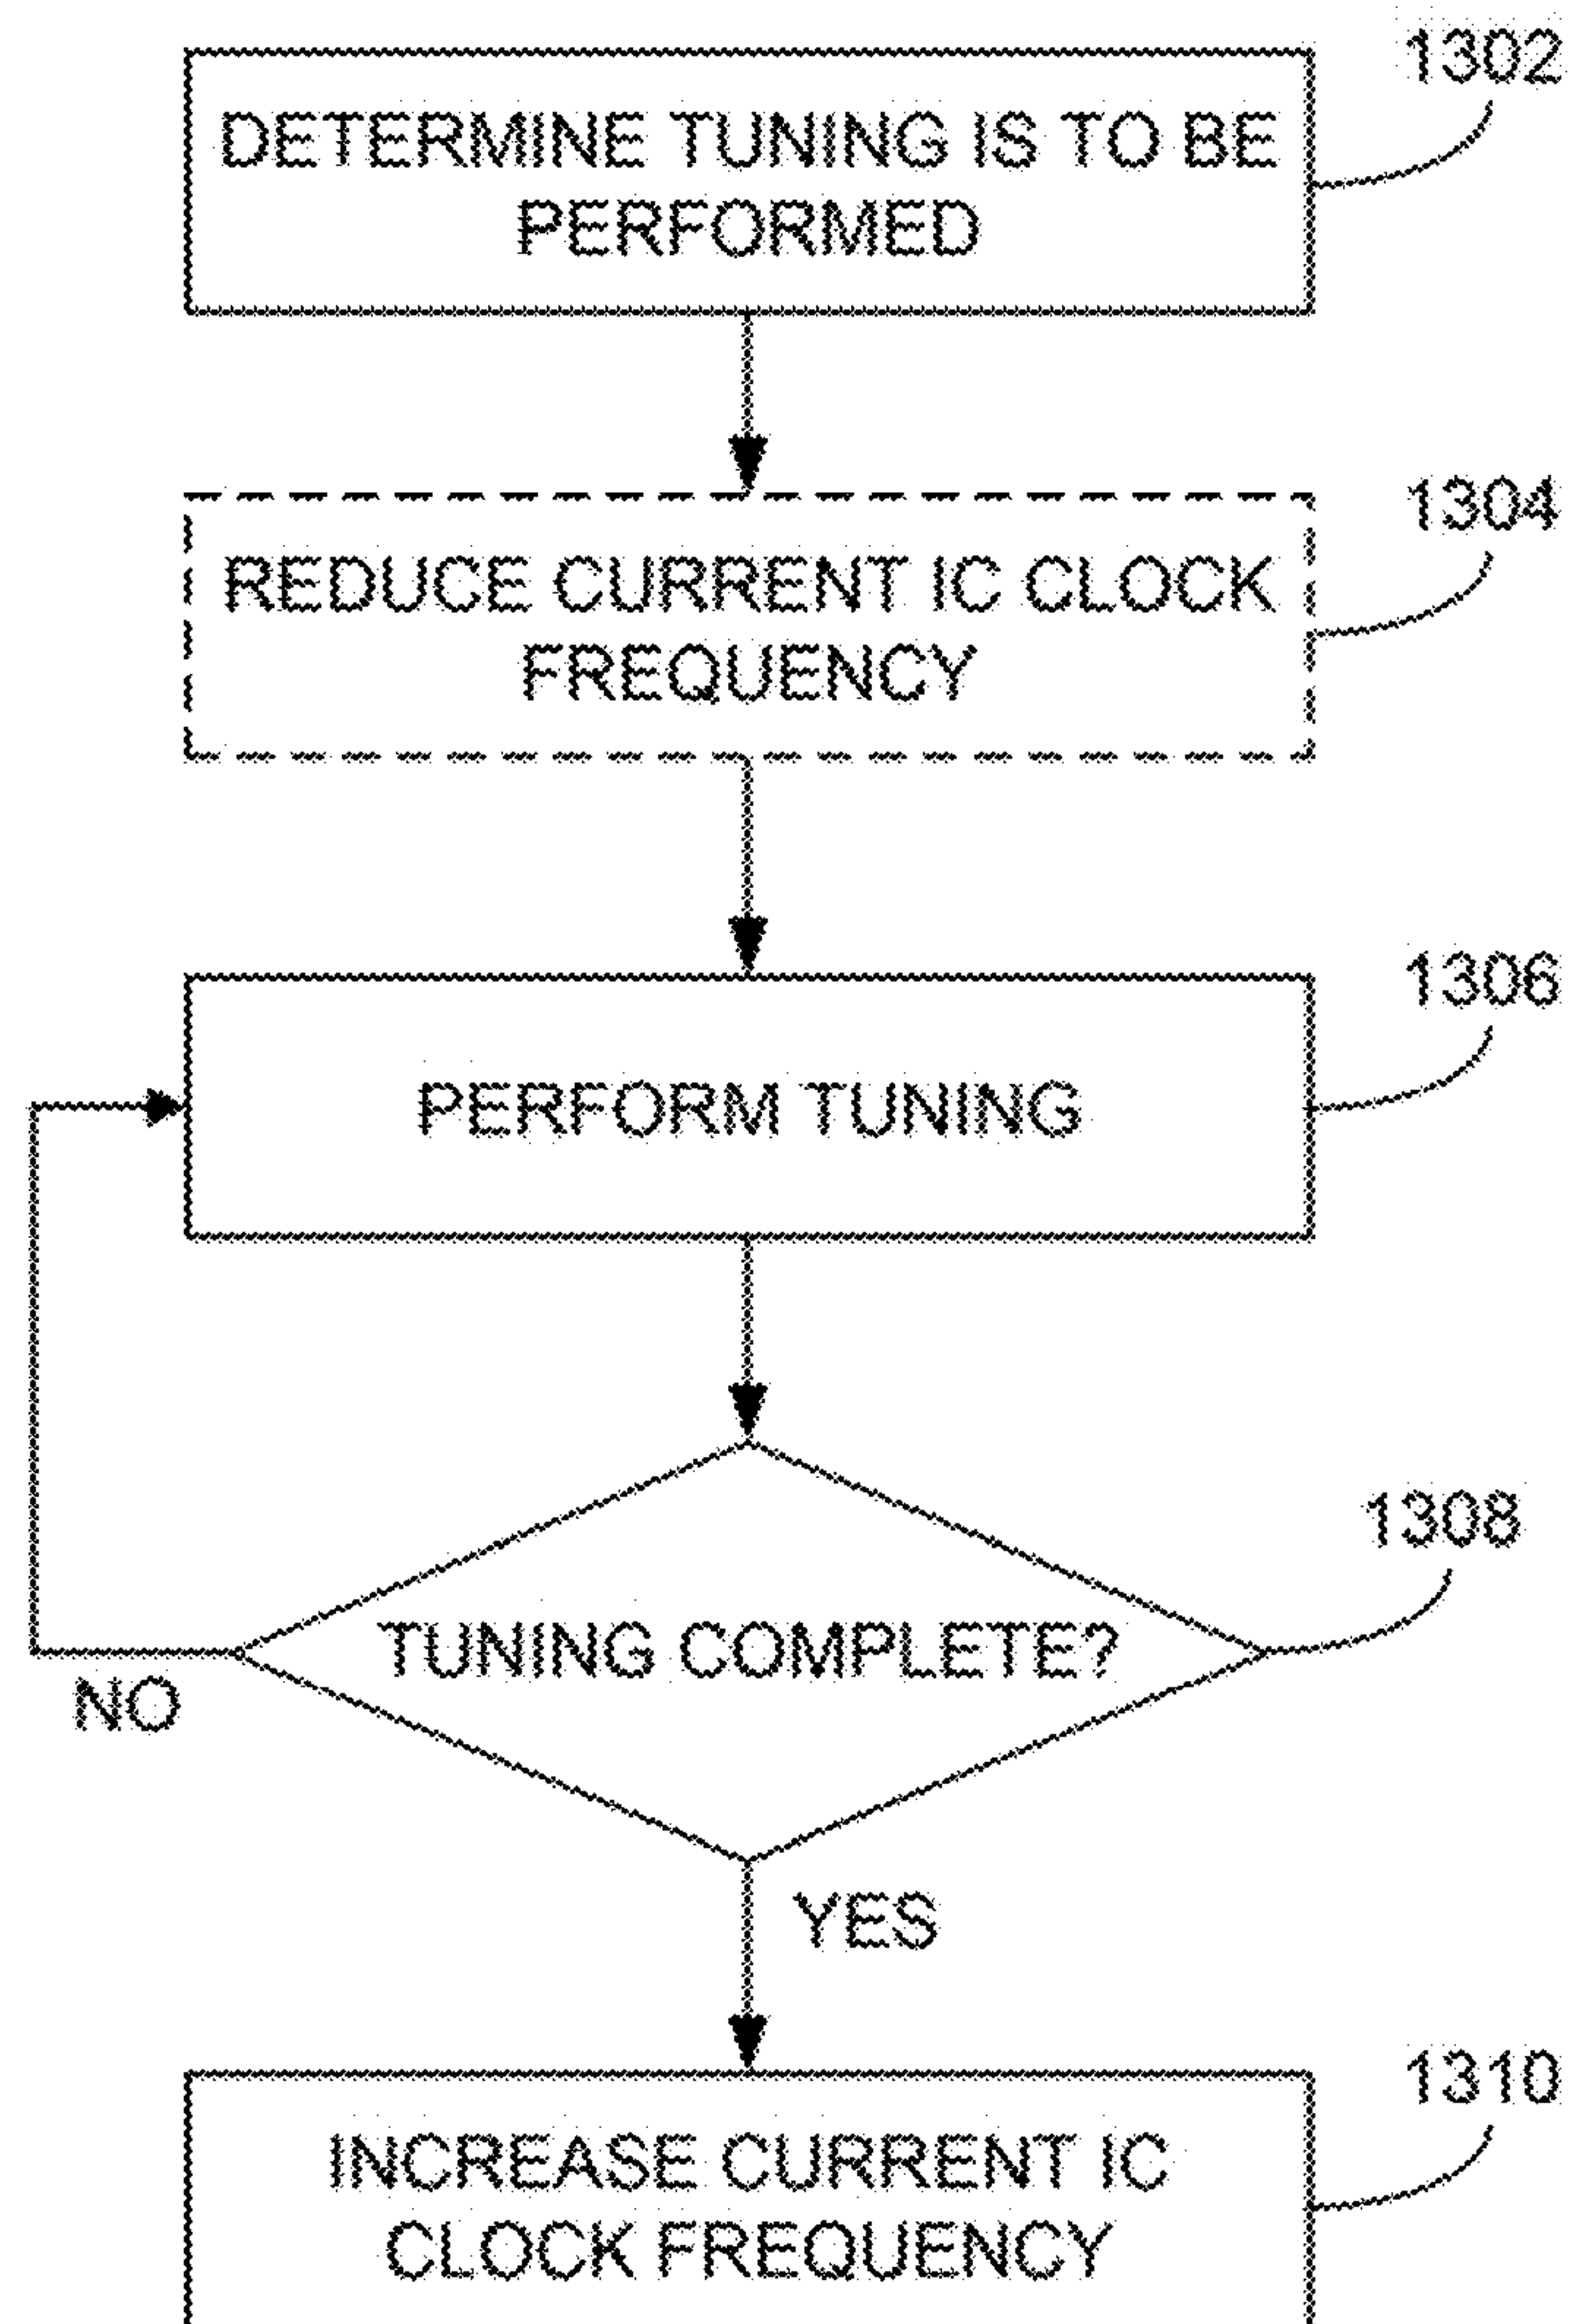 1302
DETERMINE TUNING IS TO BE
PERFORMED
1304
REDUCE CURRENT IC CLOCK
FREQUENCY
1306
PERFORM TUNING
1308
TUNING COMPLETE?
NO
YES
1310
INCREASE CURRENT IC
CLOCK FREQUENCY